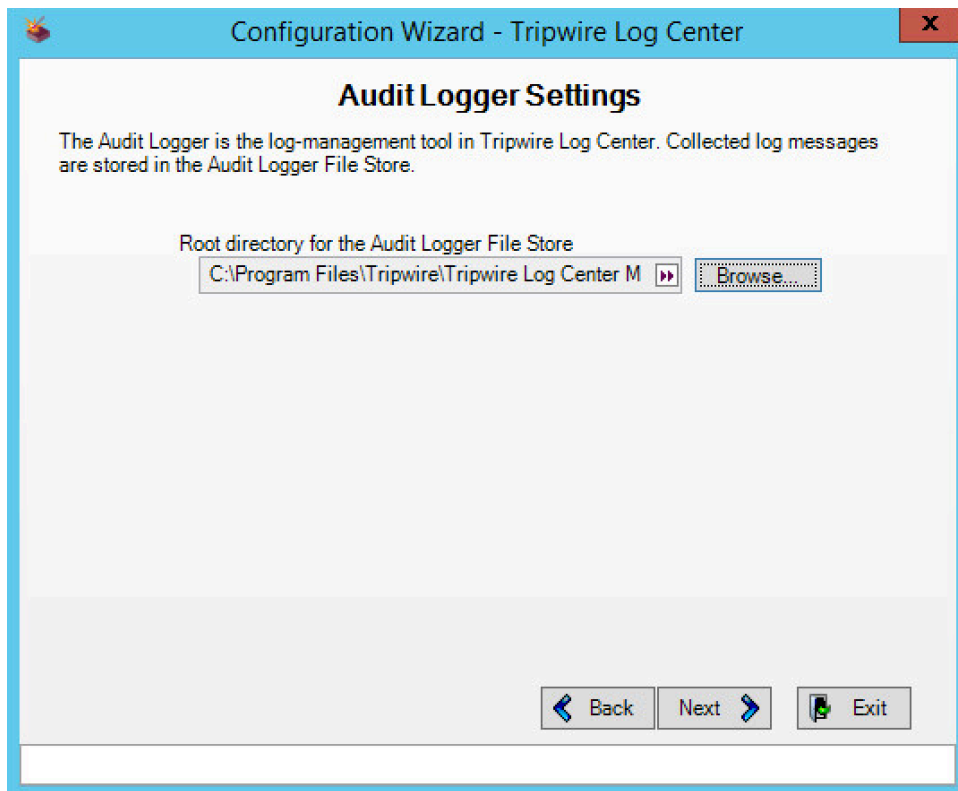 Configuration Wizard - Tripwire Log Center
x
Audit Logger Settings
The Audit Logger is the log-management tool in Tripwire Log Center. Collected log messages
are stored in the Audit Logger File Store.
Root directory for the Audit Logger File Store
C:\Program Files\Tripwire\Tripwire Log Center M
Browse...
Back
Next
Exit